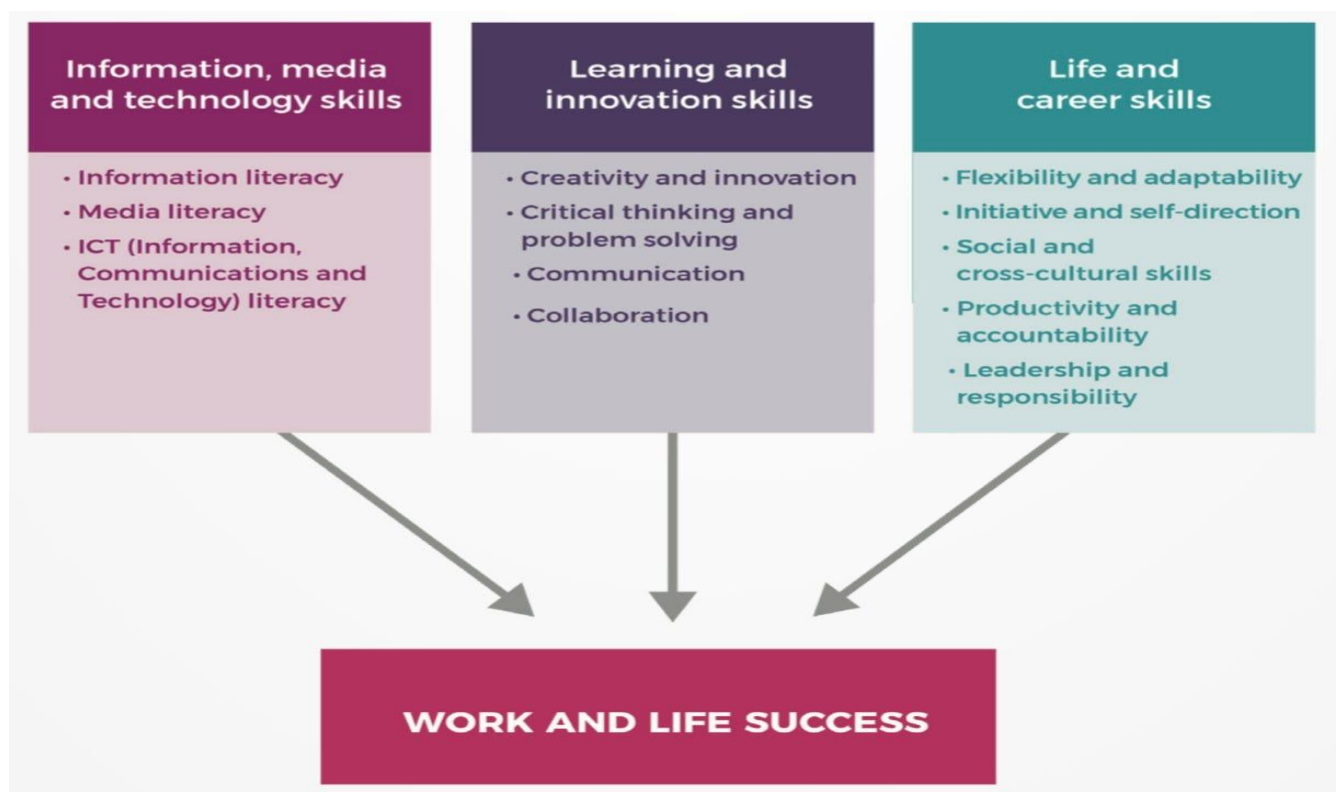 Information, media
and technology skills
• Information literacy
• Media literacy
• ICT (Information,
Communications and
Technology) literacy
Learning and
innovation skills
• Creativity and innovation
• Critical thinking and
problem solving
• Communication
• Collaboration
Life and
career skills
• Flexibility and adaptability
• Initiative and self-direction
• Social and
cross-cultural skills
• Productivity and
accountability
• Leadership and
responsibility
WORK AND LIFE SUCCESS